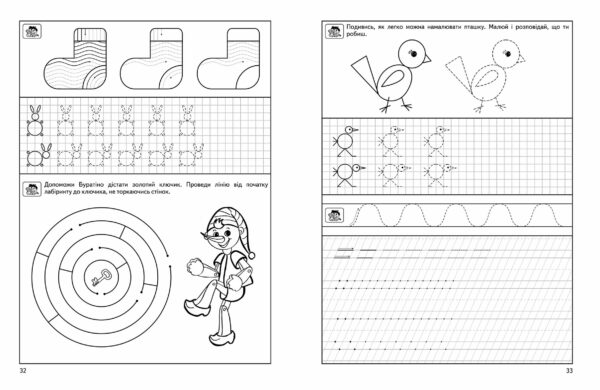 Допоможи Буратіно дістати золотий ключик. Проведи лінію від початку
лабіринту до ключика, не торкаючись стінок.
32
Подивись, як легко можна намалювати пташку. Малюй і розповідай, що ти
робиш.
33